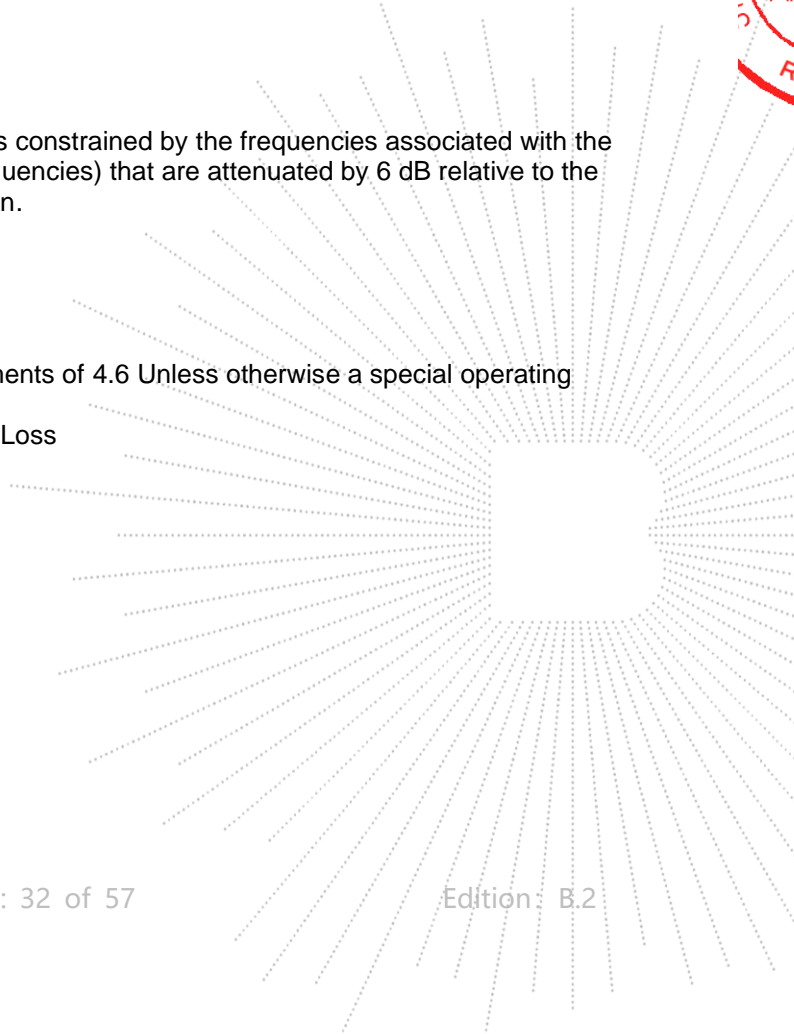 s constrained by the frequencies associated with the
uencies) that are attenuated by 6 dB relative to the
n.
nents of 4.6 Unless otherwise a special operating
Loss
: 32 of 57 Edition: B.2